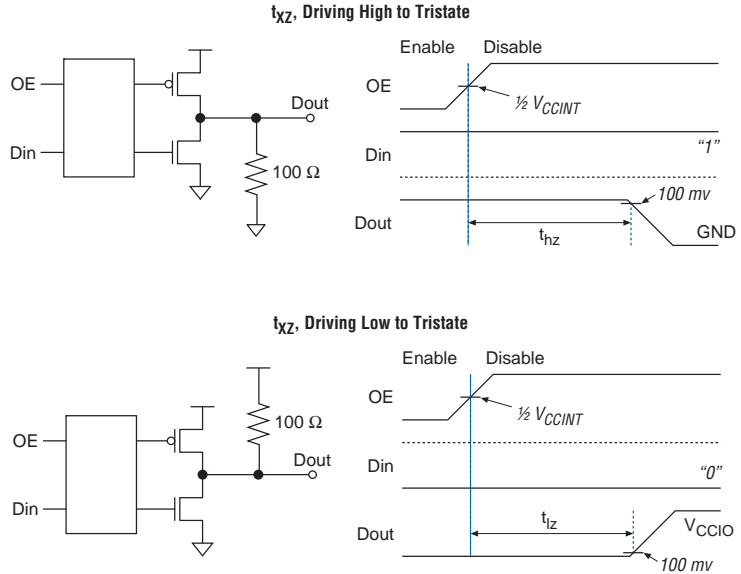 tXZ, Driving High to Tristate
Enable Disable
OE
Din
Dout
100 Ω
OE
½ VCCINT
Din
"1"
Dout
100 mv
thz
GND
tXZ, Driving Low to Tristate
Enable Disable
100 Ω
OE
Din
Dout
OE
½ VCCINT
Din
"0"
Dout
tlz
VCCIO
100 mv